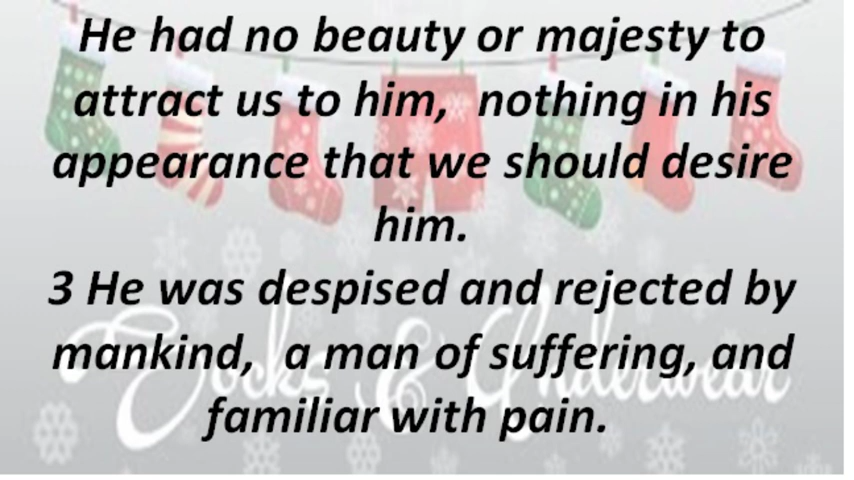 He had no beauty or majesty to
attract us to him,  nothing in his
appearance that we should desire
him.
3 He was despised and rejected by
mankind,  a man of suffering, and
Socks & Underwear
familiar with pain.